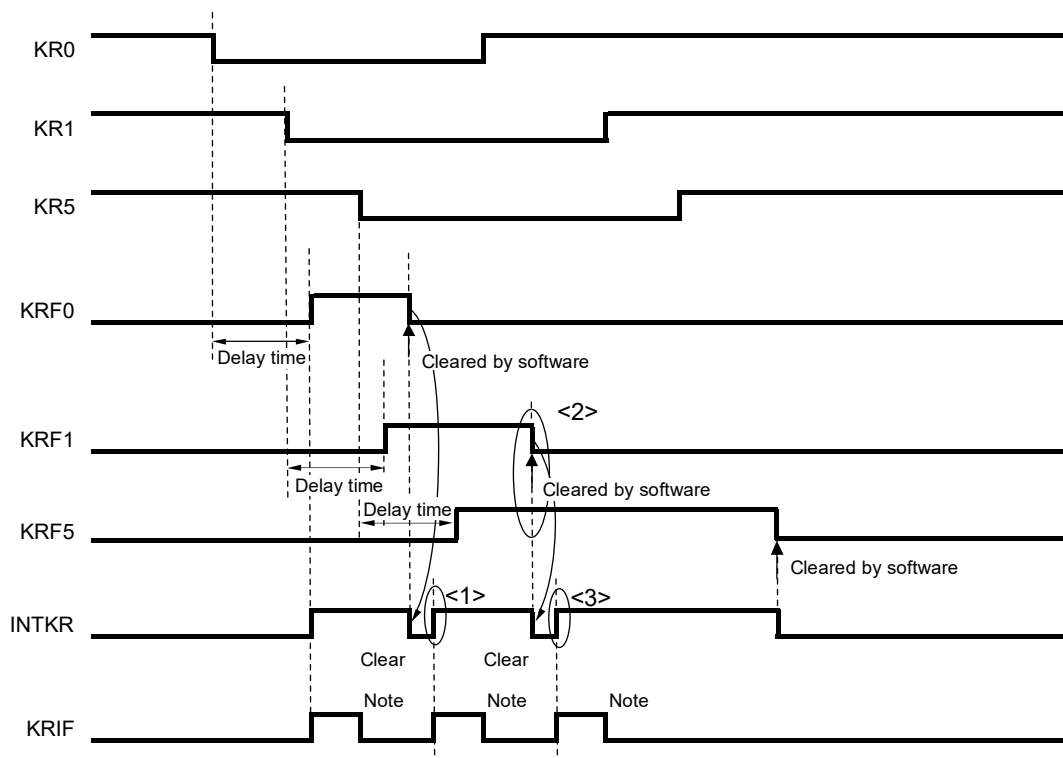 KR0
KR1
KR5
KRF0
Delay time
Cleared by software
<2>
KRF1
Delay time
Cleared by software
Delay time
KRF5
Cleared by software
<1>
<3>
INTKR
Clear
Clear
Note
Note
Note
KRIF